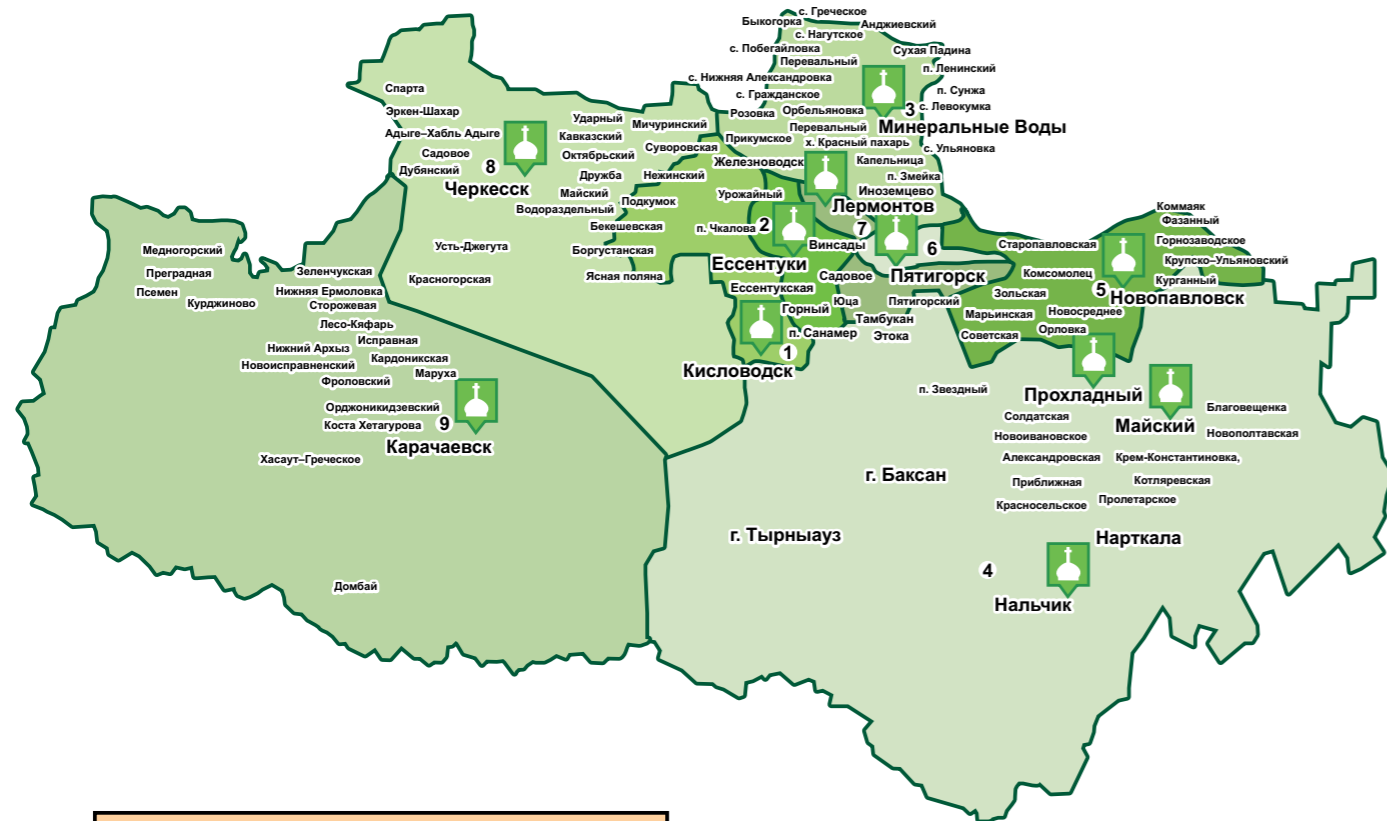 с. Греческое
Быкогорка
Анджиевский
с. Нагутское
с. Побегайловка
Сухая Падина
Перевальный
п. Ленинский
с. Нижняя Александровка
п. Сунжа
с. Гражданское
с. Левокумка
3
Розовка
Орбельяновка
Минеральные Воды
Перевальный
Прикумское
х. Красный пахарь
с. Ульяновка
Железноводск
Капельница
п. Змейка
Иноземцево
Лермонтов
7
6
Пятигорск
Спарта
Эркен-Шахар
Адыге–Хабль Адыге
Садовое
Дубянский
8
Черкесск
Ударный
Мичуринский
Кавказский
Суворовская
Октябрьский
Дружба
Нежинский
Майский
Подкумок
Водораздельный
Бекешевская
Усть-Джегута
Боргустанская
Красногорская
Ясная поляна
Урожайный
п. Чкалова
2
Винсады
Ессентуки
Садовое
Ессентукская
Юца
Пятигорский
Горный
Тамбукан
п. Санамер
Этока
1
Кисловодск
Коммаяк
Фазанный
Старопавловская
Горнозаводское
Крупско–Ульяновский
Комсомолец
Курганный
5
Зольская
Новопавловск
Марьинская
Новосреднее
Советская
Орловка
Медногорский
Преградная
Зеленчукская
Псемен
Нижняя Ермоловка
Курджиново
Сторожевая
Лесо-Кяфарь
Исправная
Нижний Архыз
Кардоникская
Новоисправненский
Маруха
Фроловский
Орджоникидзевский
Коста Хетагурова
9
Карачаевск
Хасаут–Греческое
Домбай
п. Звездный
Прохладный
Майский
Благовещенка
Солдатская
Новоивановское
Новополтавская
Александровская
Крем-Константиновка,
г. Баксан
Приближная
Котляревская
Красносельское
Пролетарское
г. Тырныауз
Нарткала
4
Нальчик